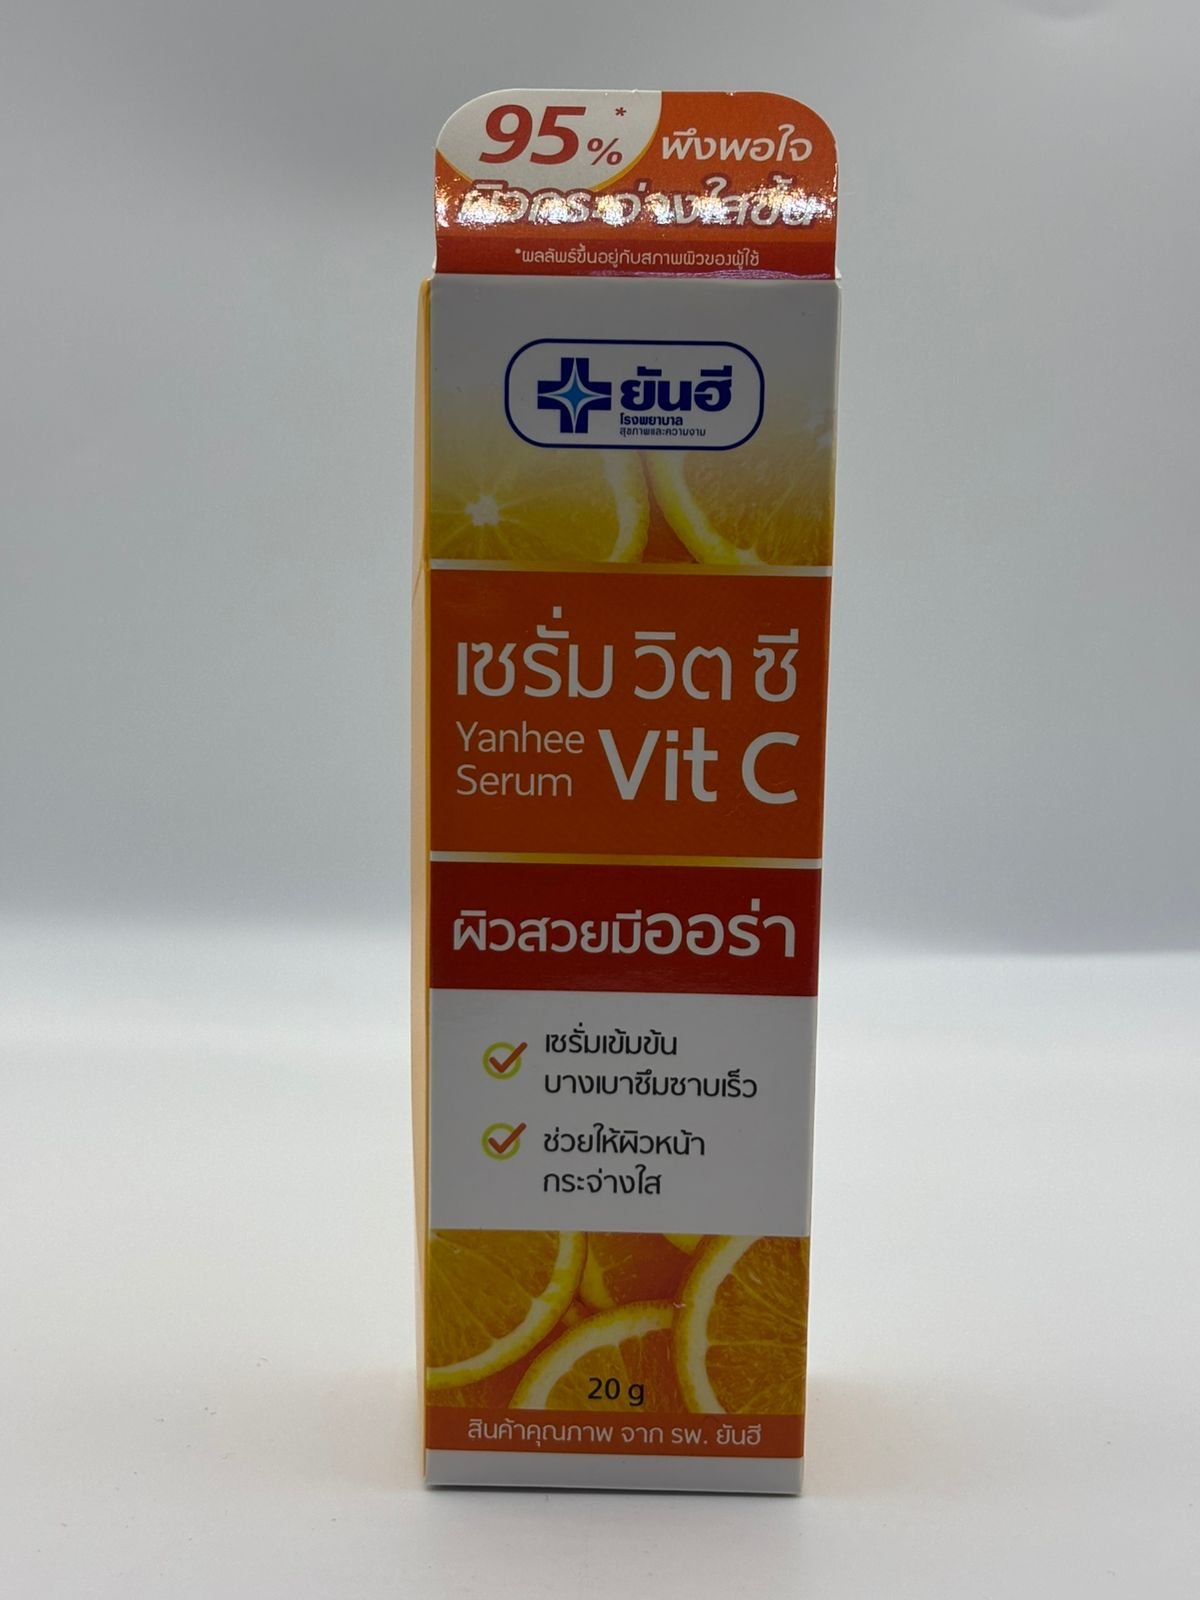 95%* พึงพอใจ
ผิวกระจ่างใสขึ้น
*ผลลัพธ์ขึ้นอยู่กับสภาพผิวของผู้ใช้
ยันฮี
โรงพยาบาล
สุขภาพและความงาม
เซรั่ม วิต ซี
Yanhee Serum Vit C
ผิวสวยมีออร่า
เซรั่มเข้มข้น
บางเบาซึมซาบเร็ว
ช่วยให้ผิวหน้า
กระจ่างใส
20 g
สินค้าคุณภาพ จาก รพ. ยันฮี